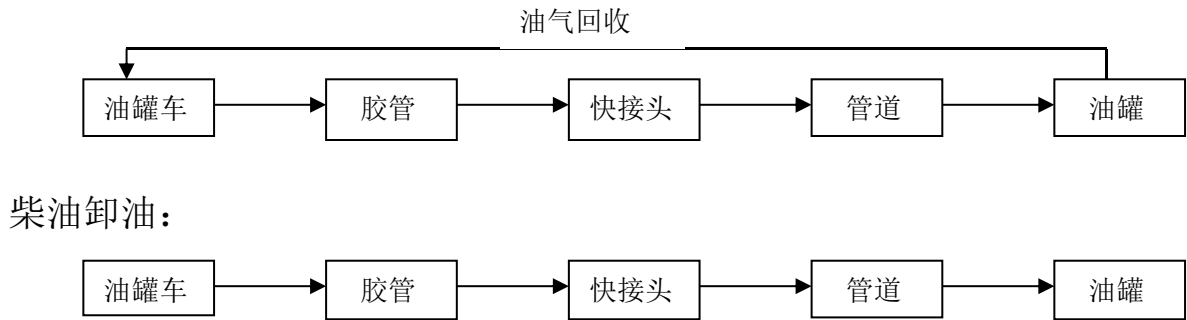 油气回收
油罐车 胶管 快接头 管道 油罐
柴油卸油：
油罐车 胶管 快接头 管道 油罐